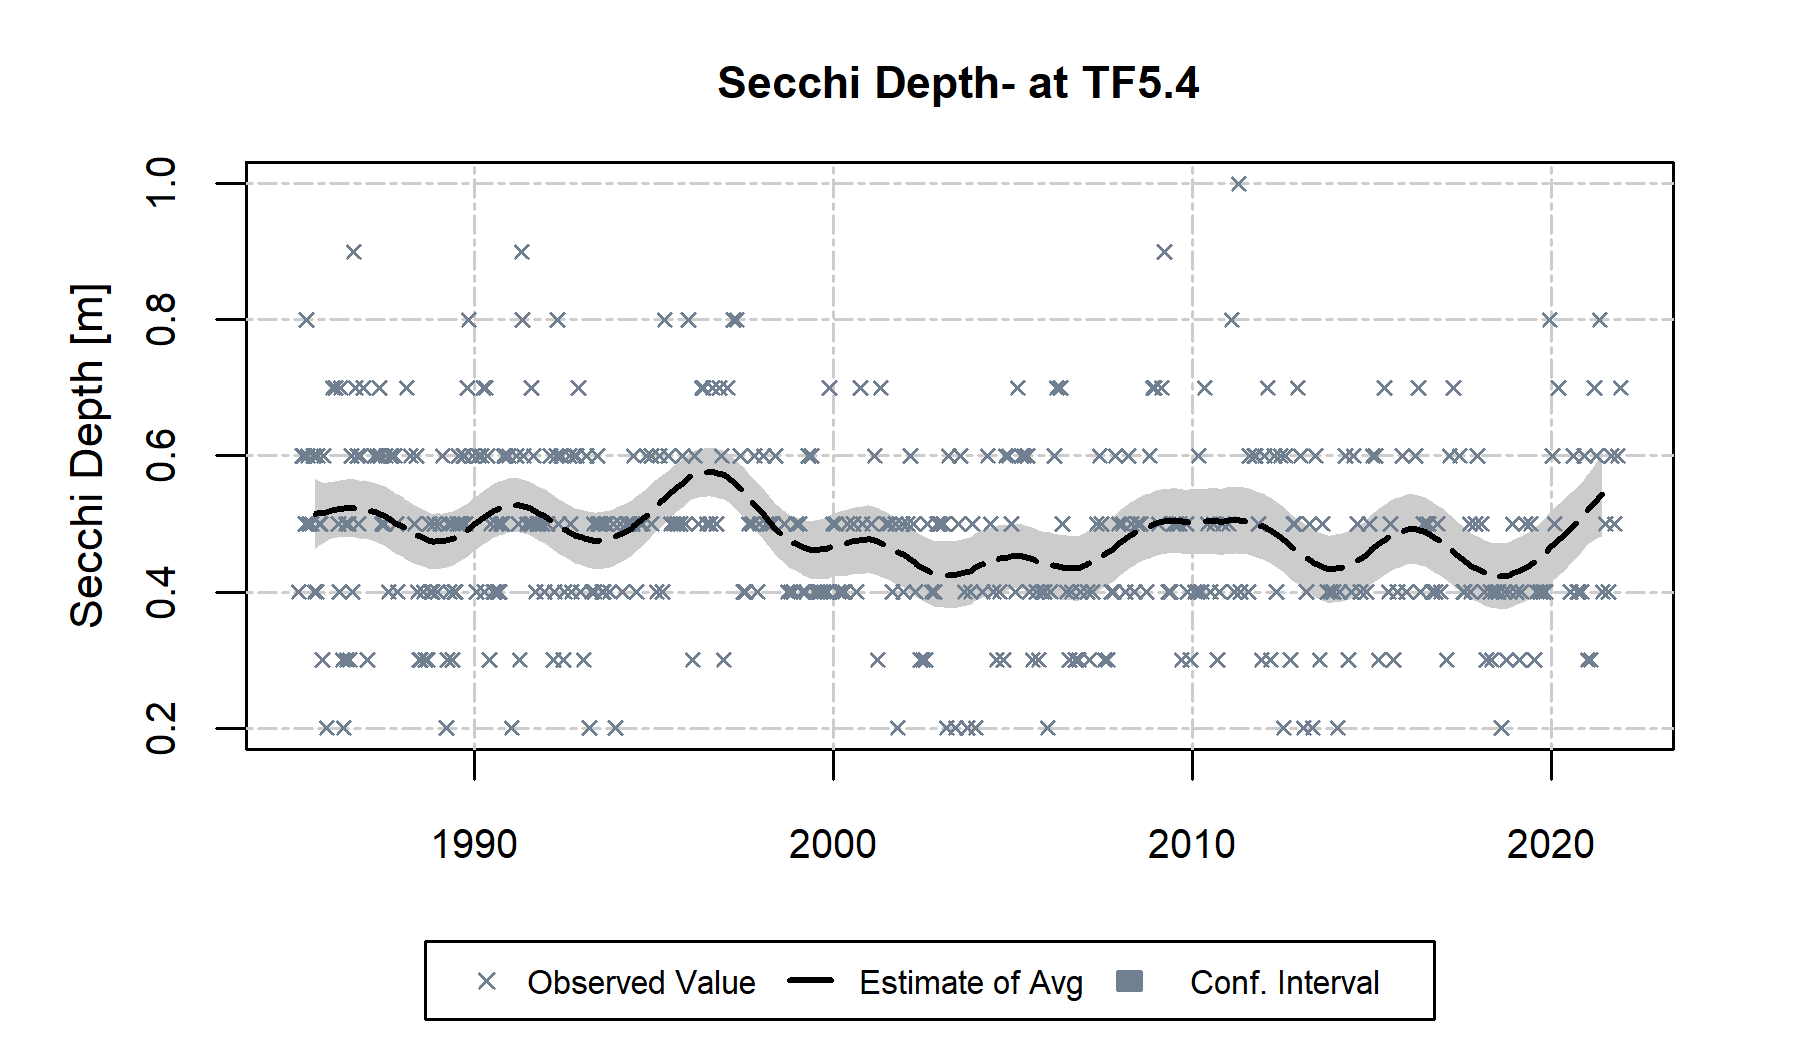 Secchi Depth- at TF5.4
Secchi Depth [m]
1.0
0.8
0.6
0.4
0.2
1990 2000 2010 2020
Observed Value Estimate of Avg Conf. Interval